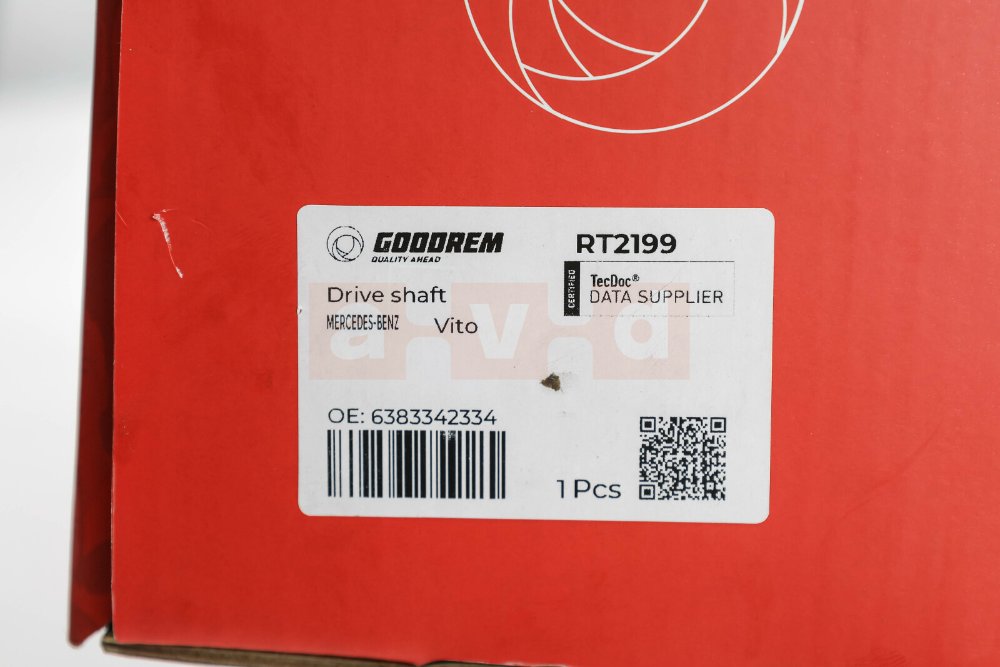 GOODREM
QUALITY AHEAD
RT2199
CERTIFIED
TecDoc®
DATA SUPPLIER
Drive shaft
MERCEDES-BENZ Vito
a.v.d
OE: 6383342334
1 Pcs